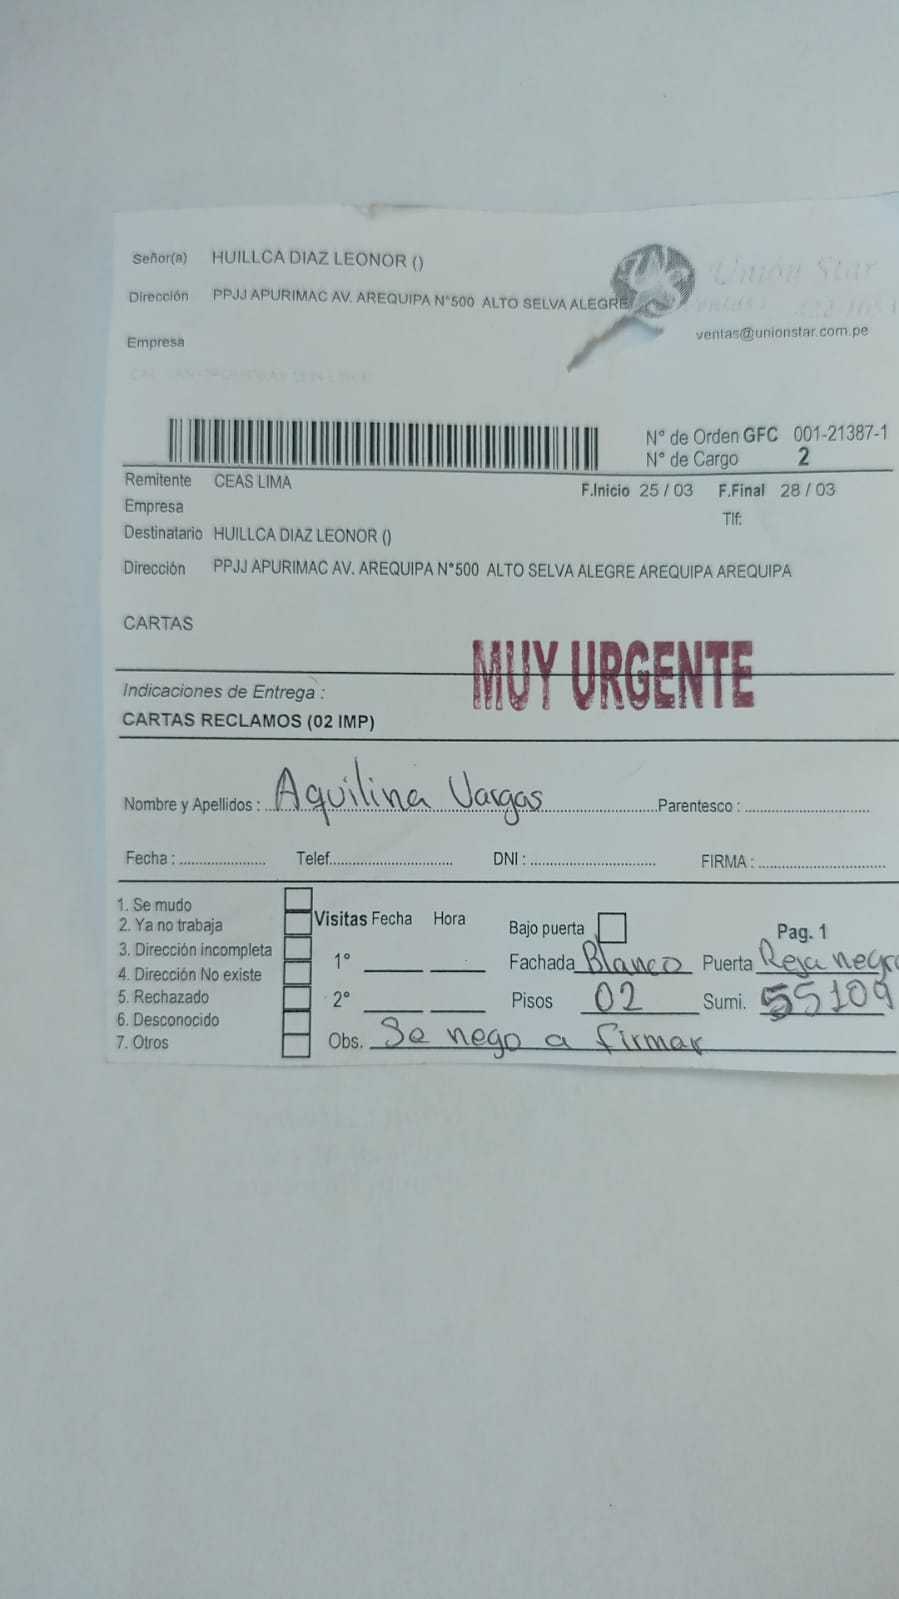 Señor(a) HUILLCA DIAZ LEONOR ()
Dirección PPJJ APURIMAC AV. AREQUIPA N°500 ALTO SELVA ALEGRE
Unión Star
ventas@unionstar.com.pe
Empresa
N° de Orden GFC 001-21387-1
N° de Cargo 2
Remitente CEAS LIMA
F.Inicio 25 / 03 F.Final 28 / 03
Empresa
Tlf:
Destinatario HUILLCA DIAZ LEONOR ()
Dirección PPJJ APURIMAC AV. AREQUIPA N°500 ALTO SELVA ALEGRE AREQUIPA AREQUIPA
CARTAS
MUY URGENTE
Indicaciones de Entrega :
CARTAS RECLAMOS (02 IMP)
Nombre y Apellidos : Aquilina Vargas Parentesco :
Fecha : Telef. DNI : FIRMA :
1. Se mudo
2. Ya no trabaja
3. Dirección incompleta
4. Dirección No existe
5. Rechazado
6. Desconocido
7. Otros
Visitas Fecha Hora
1°
2°
Bajo puerta Pag. 1
Fachada Blanco Puerta Reja negra
Pisos 02 Sumi. 55109
Obs. Se nego a firmar